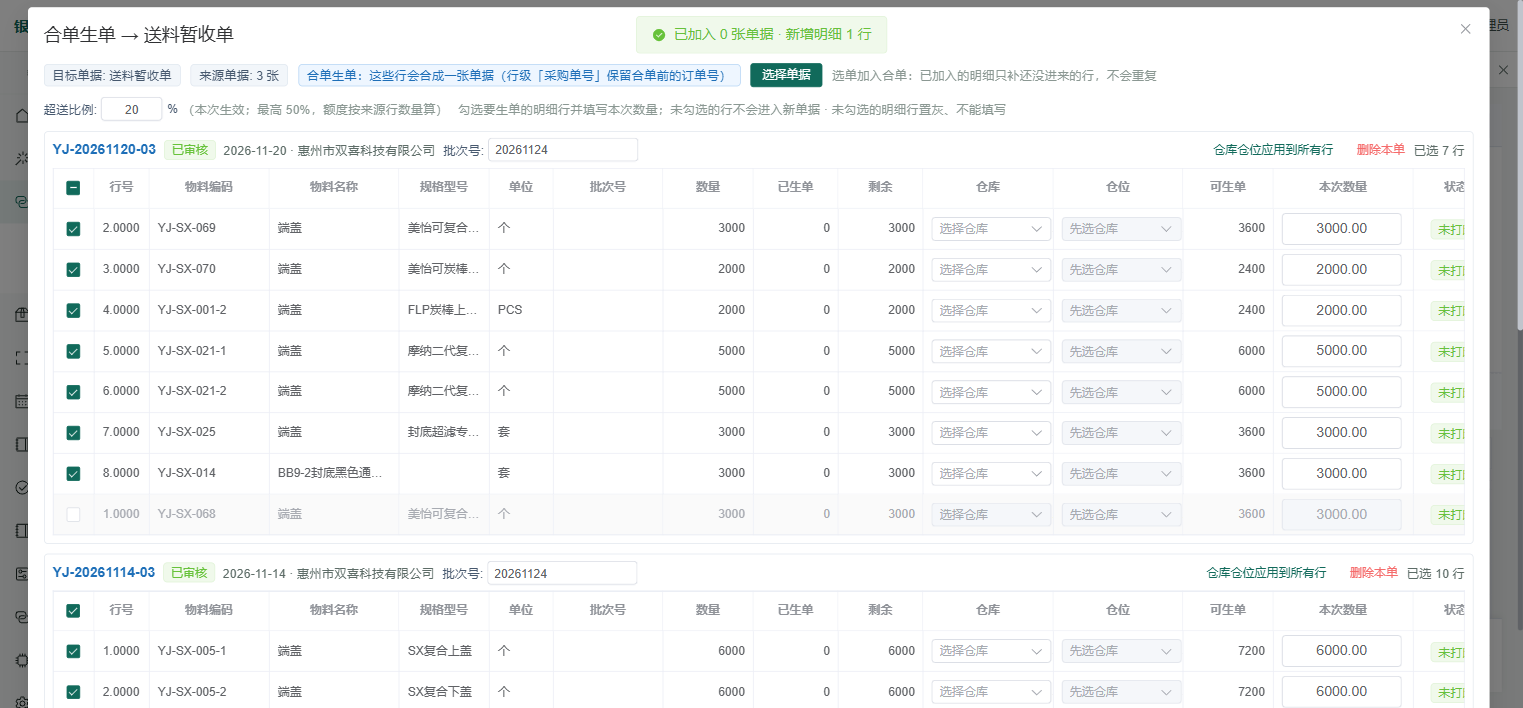 银
合单生单 → 送料暂收单
已加入 0 张单据 · 新增明细 1 行
理员
目标单据: 送料暂收单 来源单据: 3 张 合单生单：这些行会合成一张单据（行级「采购单号」保留合单前的订单号） 选择单据 选单加入合单：已加入的明细只补还没进来的行，不会重复
超送比例: 20 % （本次生效；最高 50%，额度按来源行数量算） 勾选要生单的明细行并填写本次数量；未勾选的行不会进入新单据 · 未勾选的明细行置灰、不能填写
YJ-20261120-03 已审核 2026-11-20 · 惠州市双喜科技有限公司 批次号: 20261124 仓库仓位应用到所有行 删除本单 已选 7 行
行号 物料编码 物料名称 规格型号 单位 批次号 数量 已生单 剩余 仓库 仓位 可生单 本次数量 状态
2.0000 YJ-SX-069 端盖 美怡可复合... 个 3000 0 3000 选择仓库 先选仓库 3600 3000.00 未打
3.0000 YJ-SX-070 端盖 美怡可炭棒... 个 2000 0 2000 选择仓库 先选仓库 2400 2000.00 未打
4.0000 YJ-SX-001-2 端盖 FLP炭棒上... PCS 2000 0 2000 选择仓库 先选仓库 2400 2000.00 未打
5.0000 YJ-SX-021-1 端盖 摩纳二代复... 个 5000 0 5000 选择仓库 先选仓库 6000 5000.00 未打
6.0000 YJ-SX-021-2 端盖 摩纳二代复... 个 5000 0 5000 选择仓库 先选仓库 6000 5000.00 未打
7.0000 YJ-SX-025 端盖 封底超滤专... 套 3000 0 3000 选择仓库 先选仓库 3600 3000.00 未打
8.0000 YJ-SX-014 BB9-2封底黑色通... 套 3000 0 3000 选择仓库 先选仓库 3600 3000.00 未打
1.0000 YJ-SX-068 端盖 美怡可复合... 个 3000 0 3000 选择仓库 先选仓库 3600 3000.00 未打
YJ-20261114-03 已审核 2026-11-14 · 惠州市双喜科技有限公司 批次号: 20261124 仓库仓位应用到所有行 删除本单 已选 10 行
行号 物料编码 物料名称 规格型号 单位 批次号 数量 已生单 剩余 仓库 仓位 可生单 本次数量 状态
1.0000 YJ-SX-005-1 端盖 SX复合上盖 个 6000 0 6000 选择仓库 先选仓库 7200 6000.00 未打
2.0000 YJ-SX-005-2 端盖 SX复合下盖 个 6000 0 6000 选择仓库 先选仓库 7200 6000.00 未打